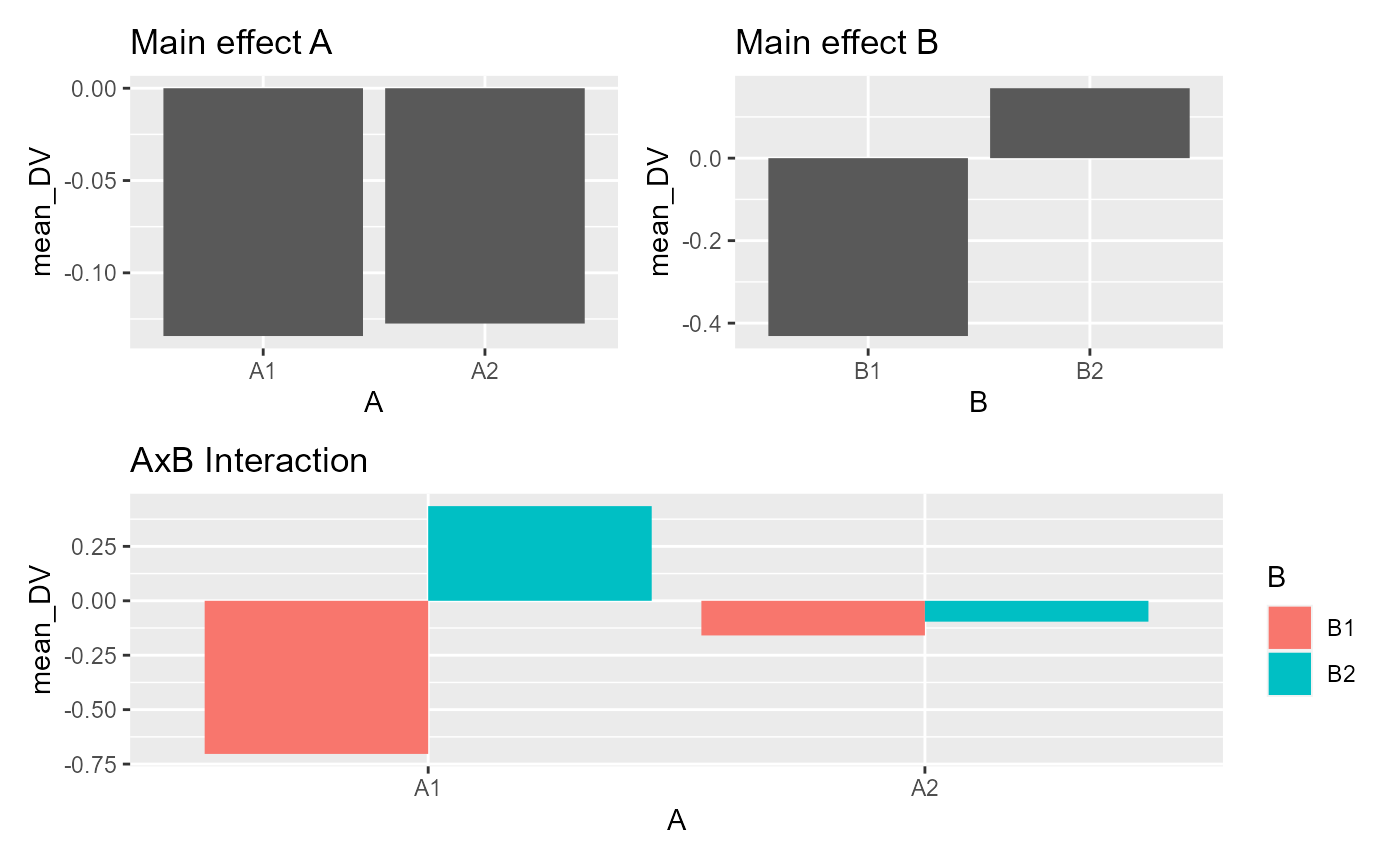 Main effect A
mean_DV
0.00
-0.05
-0.10
A1 A2
A
Main effect B
mean_DV
0.0
-0.2
-0.4
B1 B2
B
AxB Interaction
mean_DV
0.25
0.00
-0.25
-0.50
-0.75
A1 A2
A
B
B1
B2